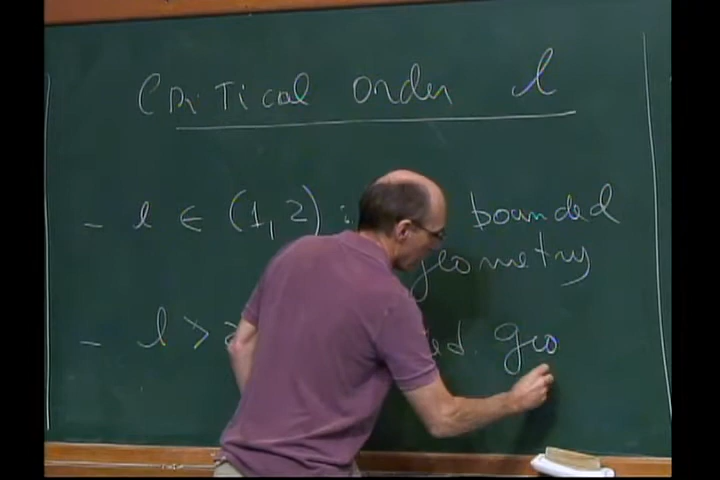 Critical order l
- l ∈ (1, 2) : bounded
geometry
- l > geo